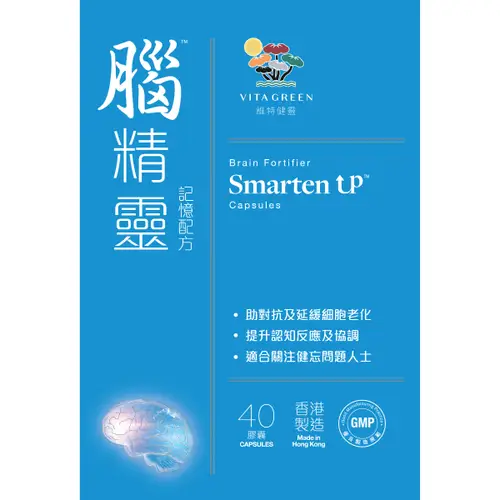 腦™
精
靈
記憶配方
VITAGREEN
維特健靈
Brain Fortifier
Smarten UP™
Capsules
• 助對抗及延緩細胞老化
• 提升認知反應及協調
• 適合關注健忘問題人士
40
膠囊
CAPSULES
香港
製造
Made in
Hong Kong
GMP